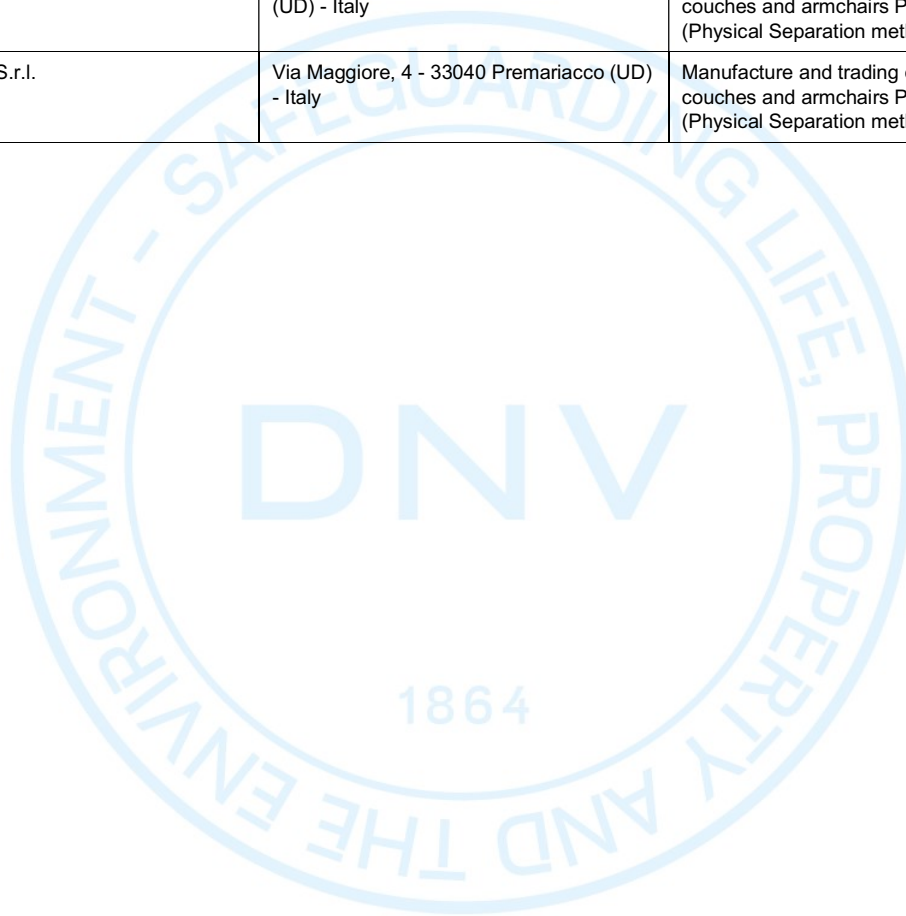 (UD) - Italy
couches and armchairs P
(Physical Separation met
S.r.l.
Via Maggiore, 4 - 33040 Premariacco (UD)
- Italy
Manufacture and trading
couches and armchairs P
(Physical Separation met
SAFEGUARDING LIFE, PROPERTY AND THE ENVIRONMENT -
DNV
1864